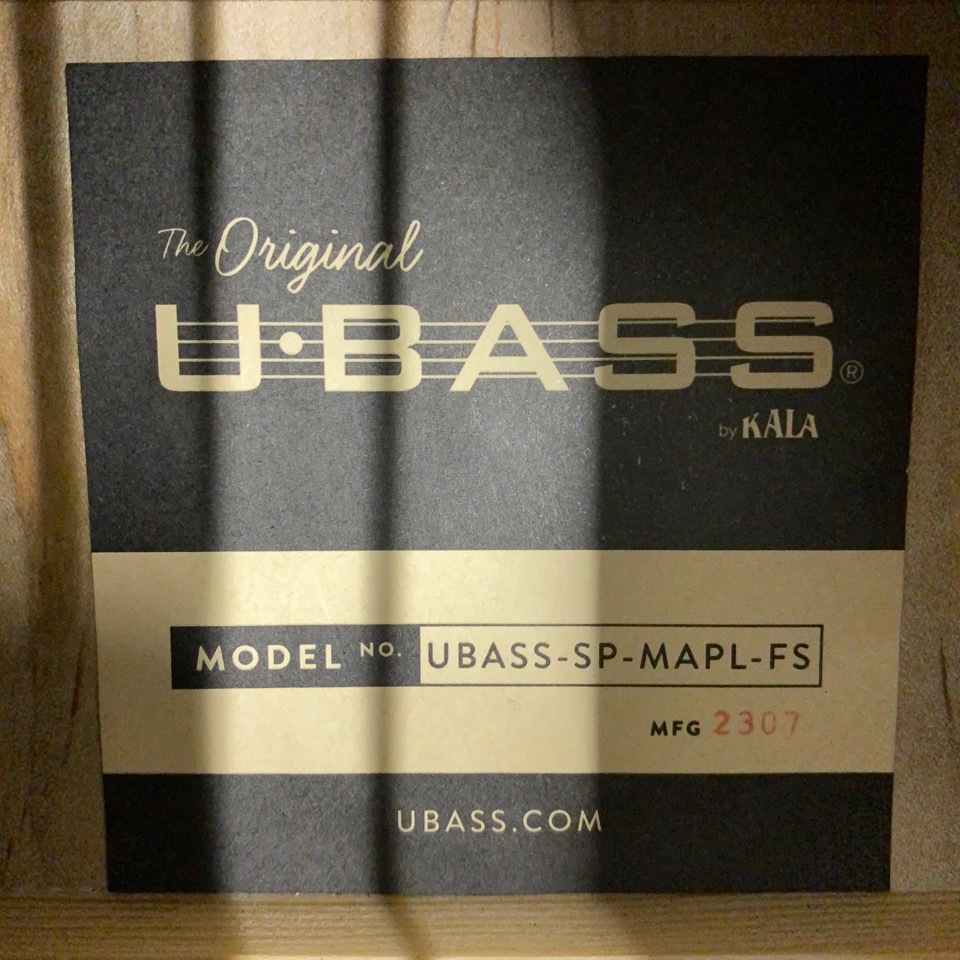 The Original
U•BASS®
by KALA
MODEL NO. UBASS-SP-MAPL-FS
MFG 2307
UBASS.COM